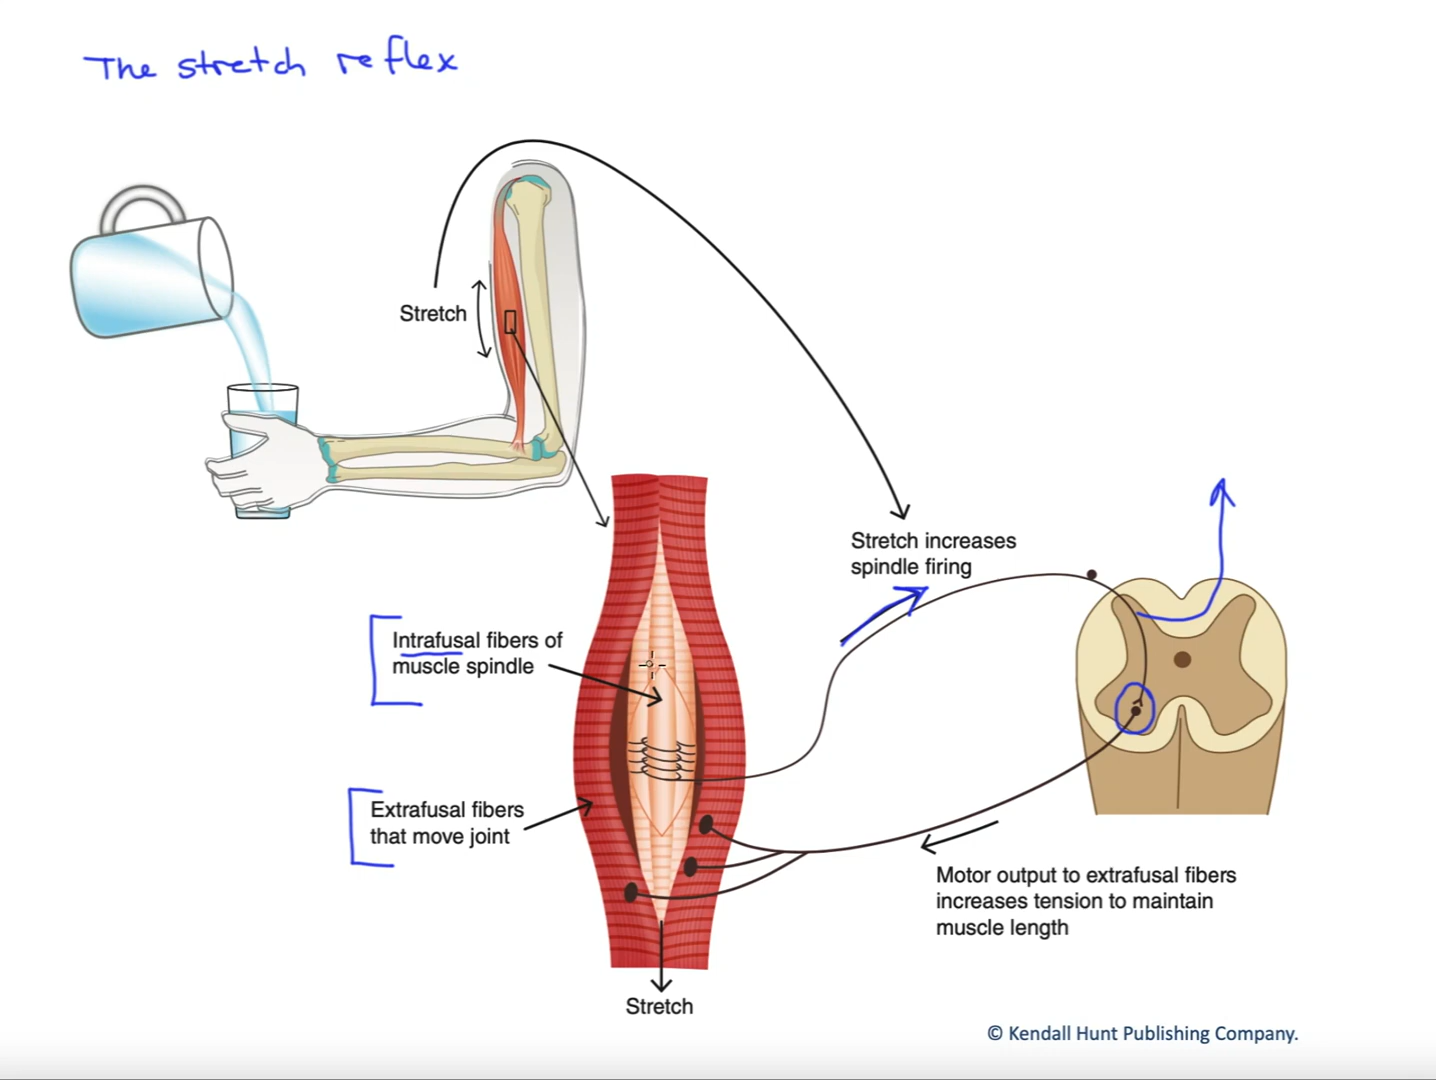 The stretch reflex
Stretch
Stretch increases
spindle firing
Intrafusal fibers of
muscle spindle
Extrafusal fibers
that move joint
Motor output to extrafusal fibers
increases tension to maintain
muscle length
Stretch
© Kendall Hunt Publishing Company.